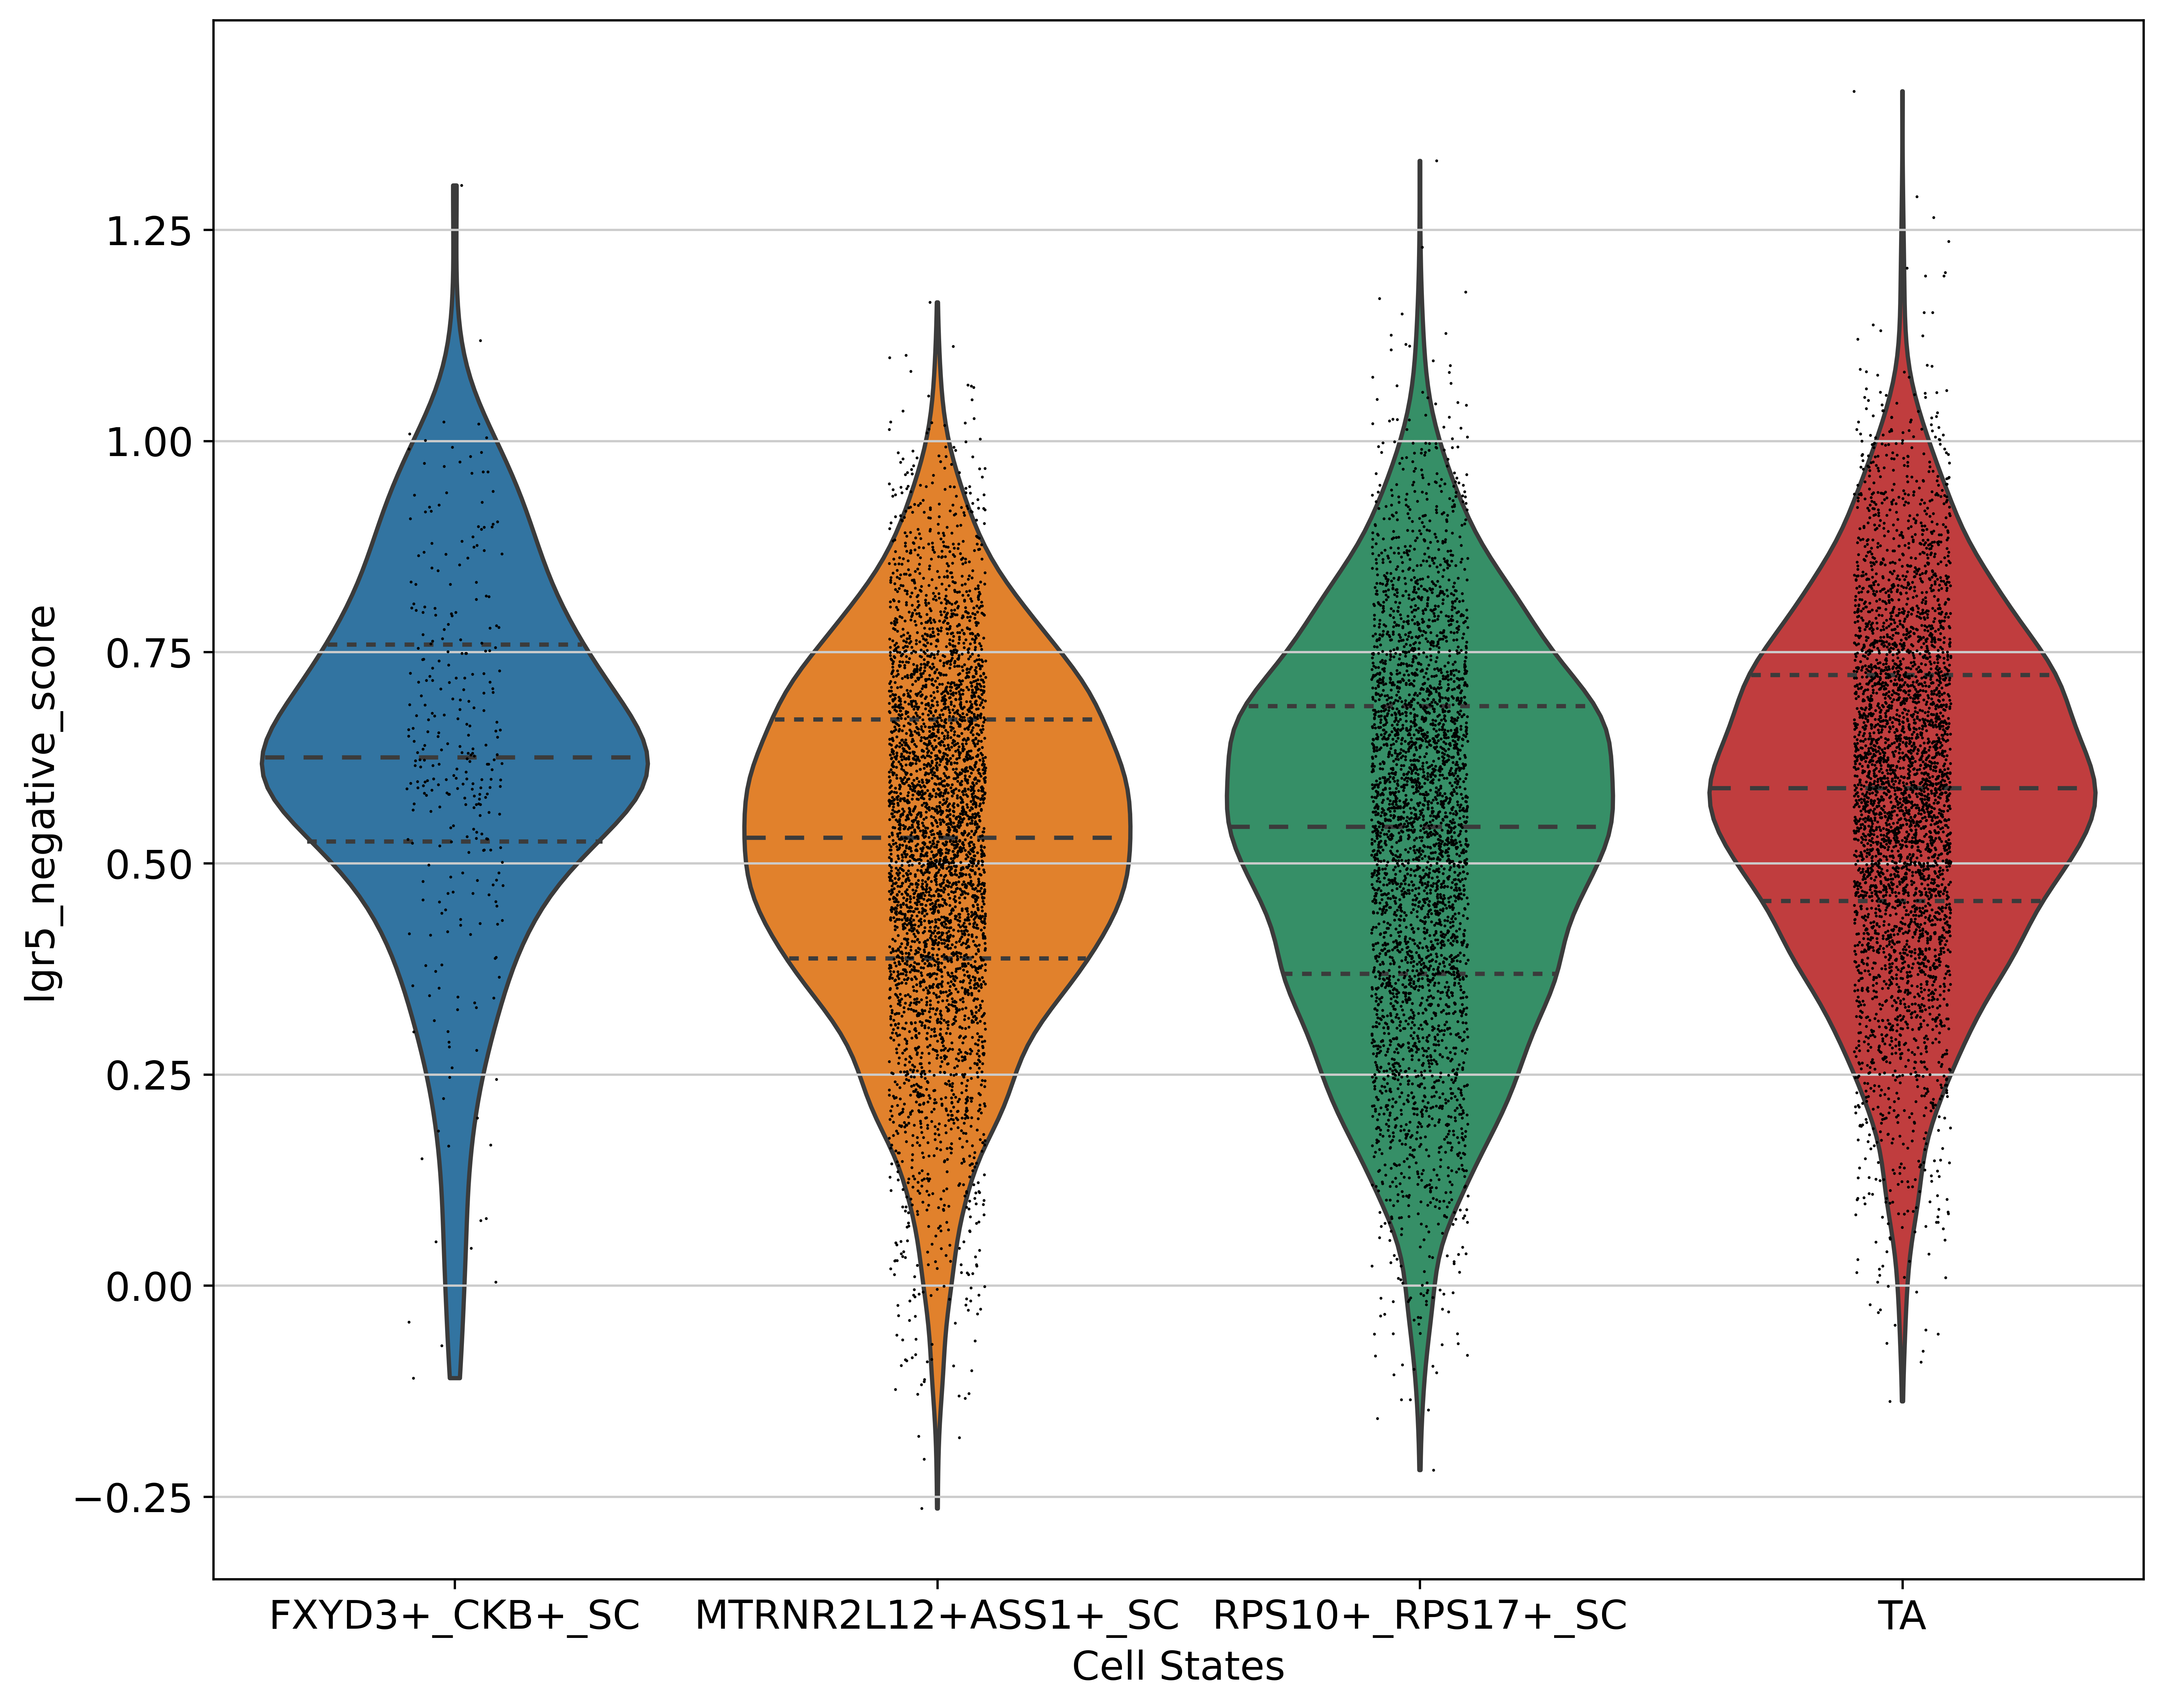 lgr5_negative_score
1.25
1.00
0.75
0.50
0.25
0.00
−0.25
FXYD3+_CKB+_SC MTRNR2L12+ASS1+_SC RPS10+_RPS17+_SC TA
Cell States